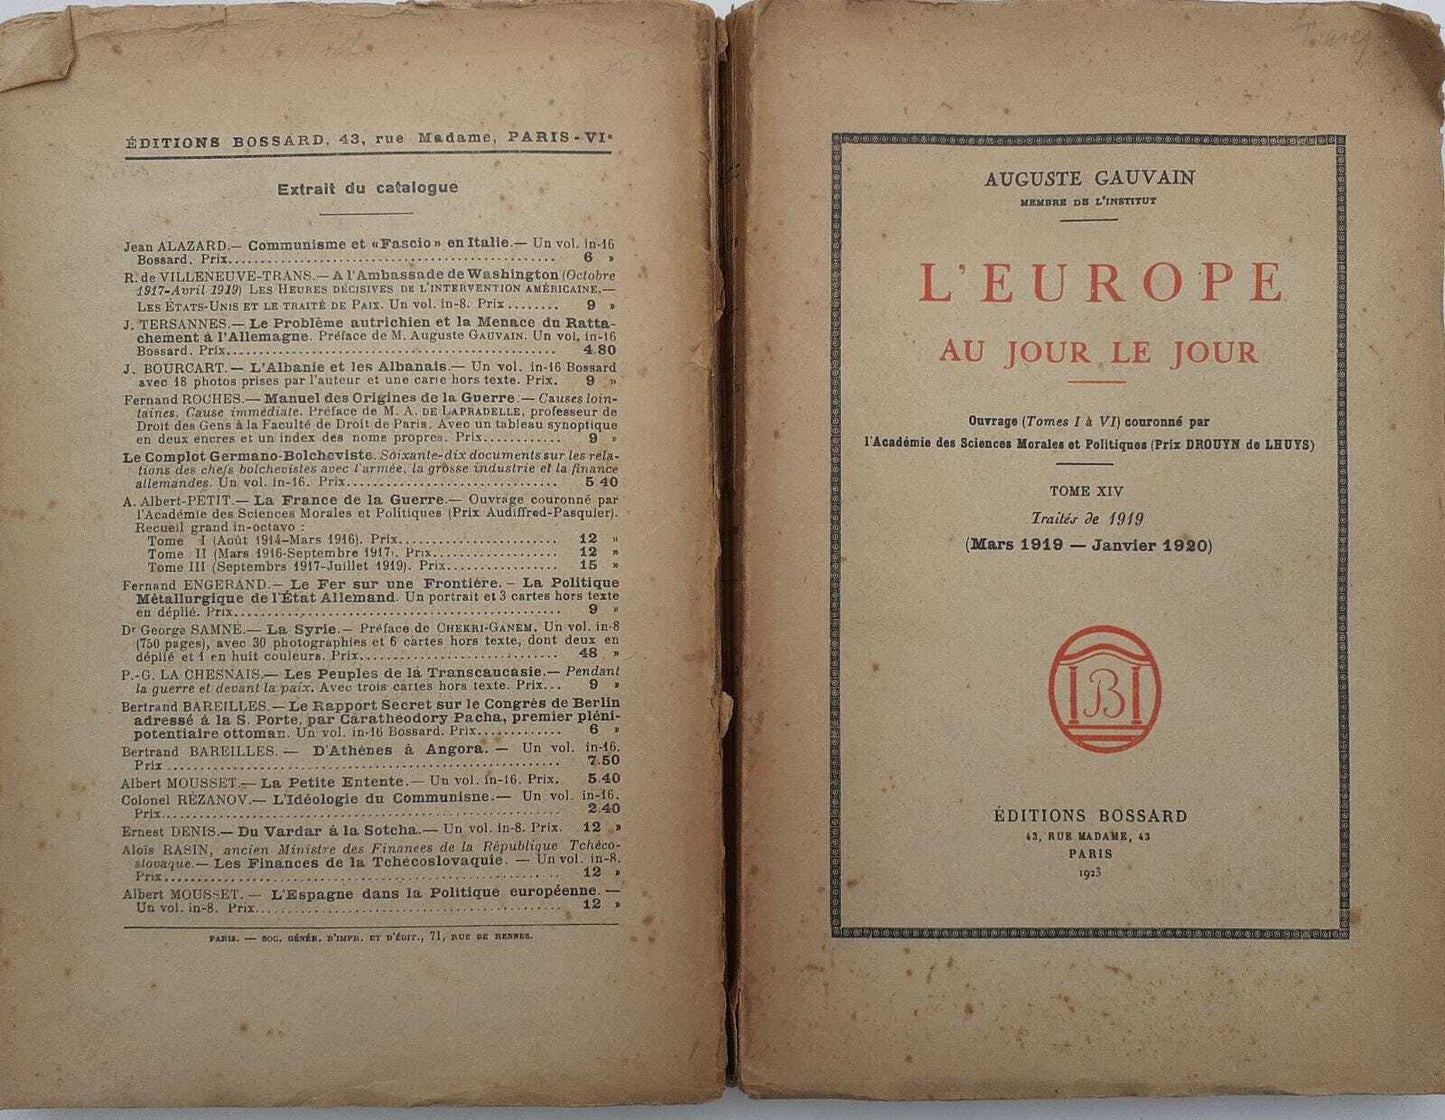 ÉDITIONS BOSSARD, 43, rue Madame, PARIS-VIe
Extrait du catalogue
Jean ALAZARD.— Communisme et «Fascio» en Italie.— Un vol. in-16
Bossard. Prix........ 6 »
R. de VILLENEUVE-TRANS.— A l'Ambassade de Washington (Octobre
1917-Avril 1919) LES HEURES DÉCISIVES DE L'INTERVENTION AMÉRICAINE.—
LES ÉTATS-UNIS ET LE TRAITÉ DE PAIX. Un vol. in-8. Prix ........ 9 »
J. TERSANNES.— Le Problème autrichien et la Menace du Ratta-
chement à l'Allemagne. Préface de M. Auguste GAUVAIN. Un vol. in-16
Bossard. Prix........ 4.80
J. BOURCART.— L'Albanie et les Albanais.— Un vol. in-16 Bossard
avec 18 photos prises par l'auteur et une carte hors texte. Prix. 9 »
Fernand ROCHES.— Manuel des Origines de la Guerre.— Causes loin-
taines. Cause immédiate. Préface de M. A. DE LAPRADELLE, professeur de
Droit des Gens à la Faculté de Droit de Paris. Avec un tableau synoptique
en deux encres et un index des noms propres. Prix............ 9 »
Le Complot Germano-Bolcheviste. Soixante-dix documents sur les rela-
tions des chefs bolchevistes avec l'armée, la grosse industrie et la finance
allemandes. Un vol. in-16. Prix........ 5 40
A. Albert-PETIT.— La France de la Guerre.— Ouvrage couronné par
l'Académie des Sciences Morales et Politiques (Prix Audiffred-Pasquier).
Recueil grand in-octavo :
Tome I (Août 1914-Mars 1916). Prix........ 12 »
Tome II (Mars 1916-Septembre 1917). Prix........ 12 »
Tome III (Septembrs 1917-Juillet 1919). Prix........ 15 »
Fernand ENGERAND.— Le Fer sur une Frontière.— La Politique
Métallurgique de l'État Allemand. Un portrait et 3 cartes hors texte
en déplié. Prix........ 9 »
Dr George SAMNÉ.— La Syrie.— Préface de CHEKRI-GANEM. Un vol. in-8
(750 pages), avec 30 photographies et 6 cartes hors texte, dont deux en
déplié et 1 en huit couleurs. Prix........ 48 »
P.-G. LA CHESNAIS.— Les Peuples de la Transcaucasie.— Pendant
la guerre et devant la paix. Avec trois cartes hors texte. Prix... 9 »
Bertrand BAREILLES.— Le Rapport Secret sur le Congrès de Berlin
adressé à la S. Porte, par Carathéodory Pacha, premier pléni-
potentiaire ottoman. Un vol. in-16 Bossard. Prix............ 6 »
Bertrand BAREILLES. — D'Athènes à Angora. — Un vol. in-16.
Prix ........ 7.50
Albert MOUSSET.— La Petite Entente.— Un vol. in-16. Prix. 5.40
Colonel RÉZANOV.— L'Idéologie du Communisne.— Un vol. in-16.
Prix........ 2.40
Ernest DENIS.— Du Vardar à la Sotcha.— Un vol. in-8. Prix. 12 »
Aloïs RASIN, ancien Ministre des Finances de la République Tchéco-
slovaque.— Les Finances de la Tchécoslovaquie. — Un vol. in-8.
Prix........ 12 »
Albert MOUSSET. — L'Espagne dans la Politique européenne. —
Un vol. in-8. Prix........ 12 »
PARIS. — SOC. GÉNÉR. D'IMPR. ET D'ÉDIT., 71, RUE DE RENNES.
AUGUSTE GAUVAIN
MEMBRE DE L'INSTITUT
L'EUROPE
AU JOUR LE JOUR
Ouvrage (Tomes I à VI) couronné par
l'Académie des Sciences Morales et Politiques (Prix DROUYN de LHUYS)
TOME XIV
Traités de 1919
(Mars 1919 — Janvier 1920)
B
ÉDITIONS BOSSARD
43, RUE MADAME, 43
PARIS
1923